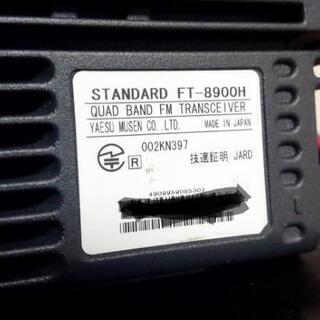 STANDARD FT-8900H
QUAD BAND FM TRANSCEIVER
YAESU MUSEN CO.,LTD. MADE IN JAPAN
R 002KN397 技適証明 JARD
4909959085303